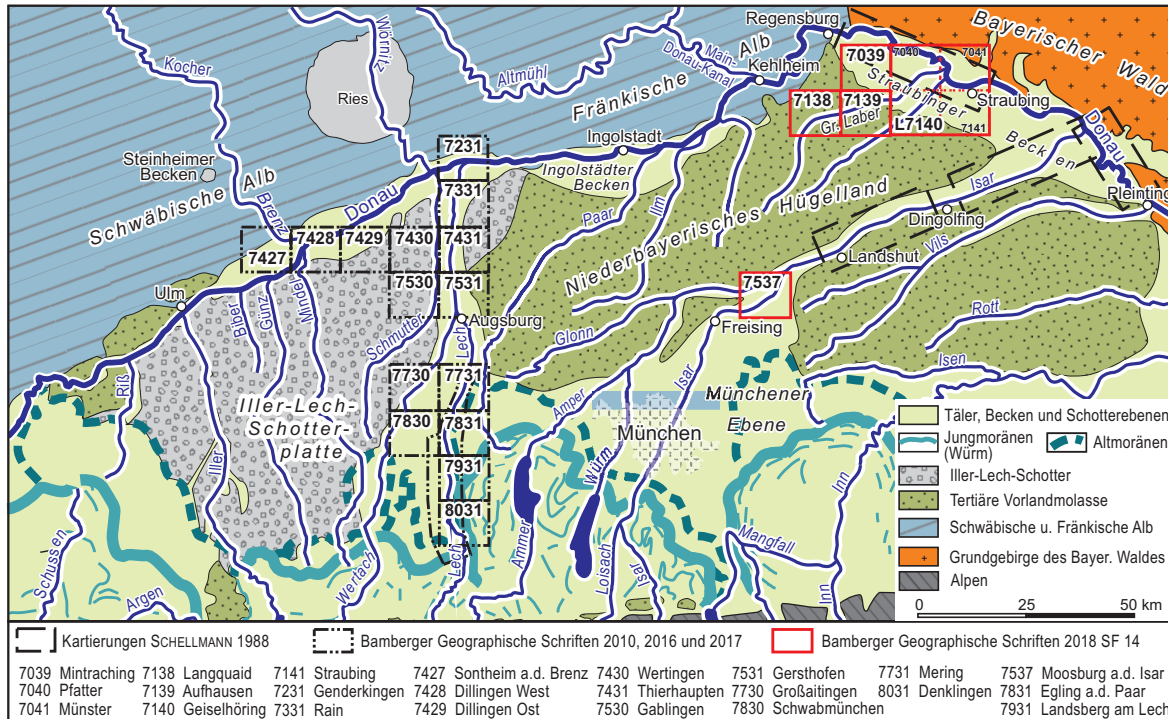 Regensburg
Bayerischer Wald
Kocher
Wörnitz
Altmühl
Main-
Donau-Kanal
Fränkische Alb
Kehlheim
7039
7040
7041
Ries
Straubinger
Becken
Straubing
7138
7139
Gr. Laber
L7140
7141
Donau
Steinheimer
Becken
Ingolstadt
7231
Ingolstädter
Becken
Isar
Pleinting
Schwäbische Alb
Brenz
Donau
7331
Paar
Ilm
Niederbayerisches Hügelland
Dingolfing
Vils
7427
7428
7429
7430
7431
Landshut
7530
7531
7537
Ulm
Biber
Günz
Mindel
Schmutter
Lech
Augsburg
Glonn
Freising
Rott
Isen
Riß
7730
7731
Amper
Isar
Münchener
Ebene
Iller-Lech-
Schotter-
platte
7830
7831
München
Würm
Iller
7931
8031
Inn
Schussen
Argen
Wertach
Lech
Ammer
Loisach
Isar
Mangfall
Inn
Täler, Becken und Schotterebenen
Jungmoränen
(Würm)
Altmoränen
Iller-Lech-Schotter
Tertiäre Vorlandmolasse
Schwäbische u. Fränkische Alb
Grundgebirge des Bayer. Waldes
Alpen
0 25 50 km
Kartierungen SCHELLMANN 1988 Bamberger Geographische Schriften 2010, 2016 und 2017 Bamberger Geographische Schriften 2018 SF 14
7039 Mintraching 7138 Langquaid 7141 Straubing 7427 Sontheim a.d. Brenz 7430 Wertingen 7531 Gersthofen 7731 Mering 7537 Moosburg a.d. Isar
7040 Pfatter 7139 Aufhausen 7231 Genderkingen 7428 Dillingen West 7431 Thierhaupten 7730 Großaitingen 8031 Denklingen 7831 Egling a.d. Paar
7041 Münster 7140 Geiselhöring 7331 Rain 7429 Dillingen Ost 7530 Gablingen 7830 Schwabmünchen 7931 Landsberg am Lech